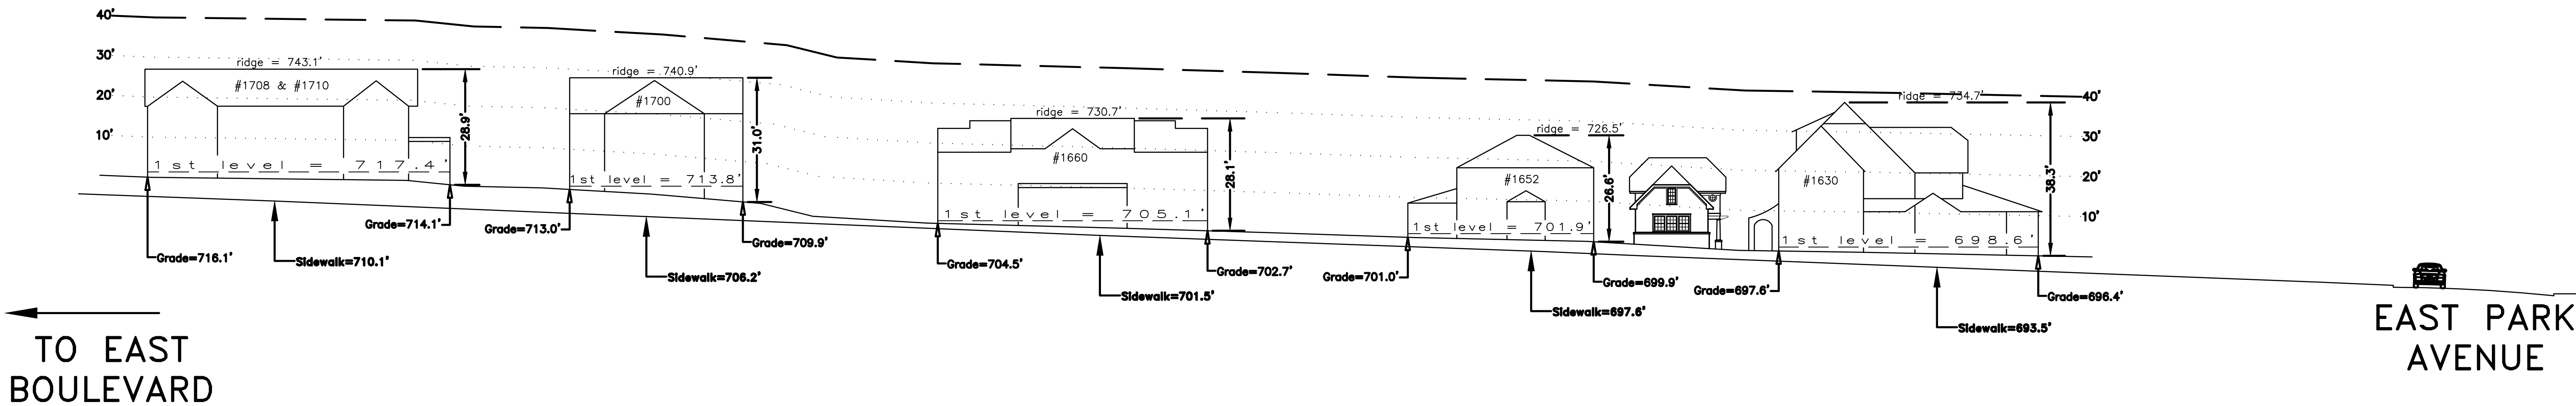 40'
30'
20'
10'
ridge = 743.1'
#1708 & #1710
28.9'
1st level = 717.4'
Grade=716.1'
Sidewalk=710.1'
Grade=714.1'
ridge = 740.9'
#1700
31.0'
1st level = 713.8'
Grade=713.0'
Sidewalk=706.2'
Grade=709.9'
ridge = 730.7'
#1660
28.1'
1st level = 705.1'
Grade=704.5'
Sidewalk=701.5'
Grade=702.7'
ridge = 726.5'
#1652
26.6'
1st level = 701.9'
Grade=701.0'
Sidewalk=697.6'
Grade=699.9'
ridge = 734.7'
#1630
38.3'
1st level = 698.6'
Grade=697.6'
Sidewalk=693.5'
Grade=696.4'
40'
30'
20'
10'
TO EAST
BOULEVARD
EAST PARK
AVENUE